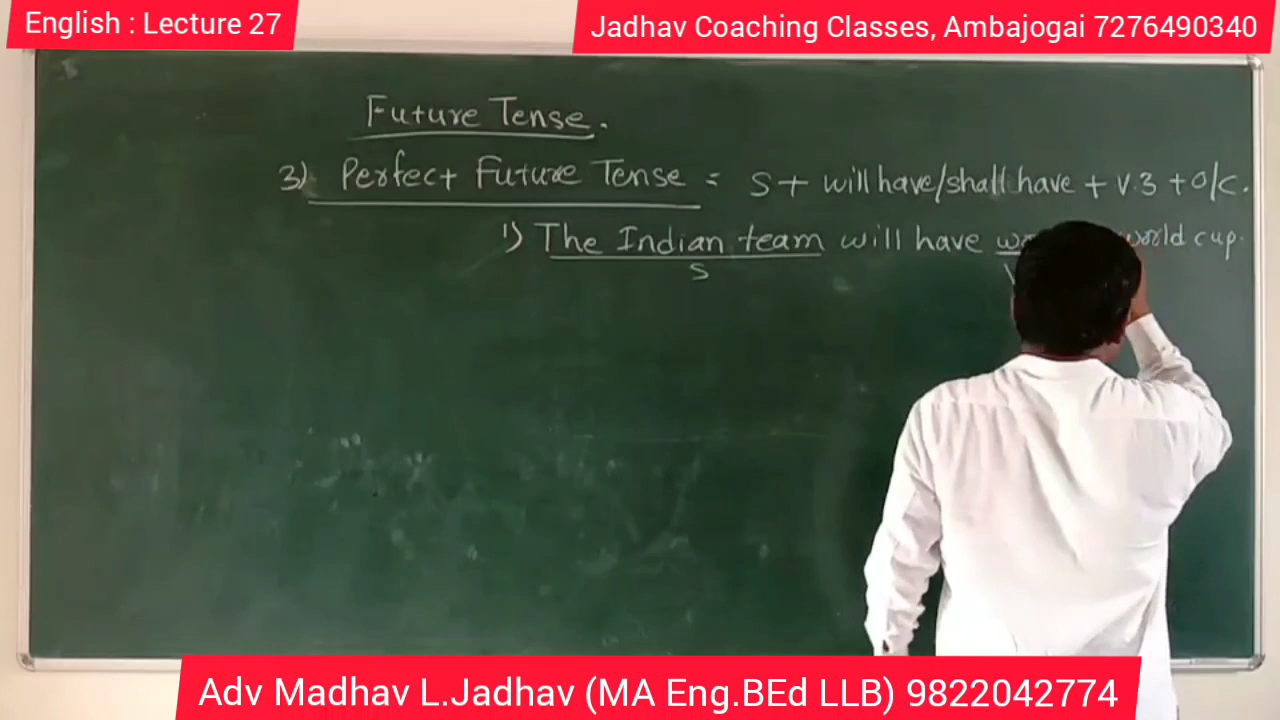 English : Lecture 27
Jadhav Coaching Classes, Ambajogai 7276490340
Future Tense.
3) Perfect Future Tense = S + will have/shall have + V.3 + O/C.
1) The Indian team will have world cup.
S
Adv Madhav L.Jadhav (MA Eng.BEd LLB) 9822042774